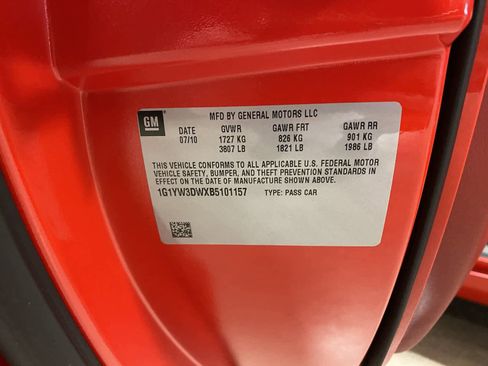 GM
MFD BY GENERAL MOTORS LLC
DATE GVWR GAWR FRT GAWR RR
07/10 1727 KG 826 KG 901 KG
3807 LB 1821 LB 1986 LB
THIS VEHICLE CONFORMS TO ALL APPLICABLE U.S. FEDERAL MOTOR
VEHICLE SAFETY, BUMPER, AND THEFT PREVENTION STANDARDS IN
EFFECT ON THE DATE OF MANUFACTURE SHOWN ABOVE.
1G1YW3DWXB5101157 TYPE: PASS CAR